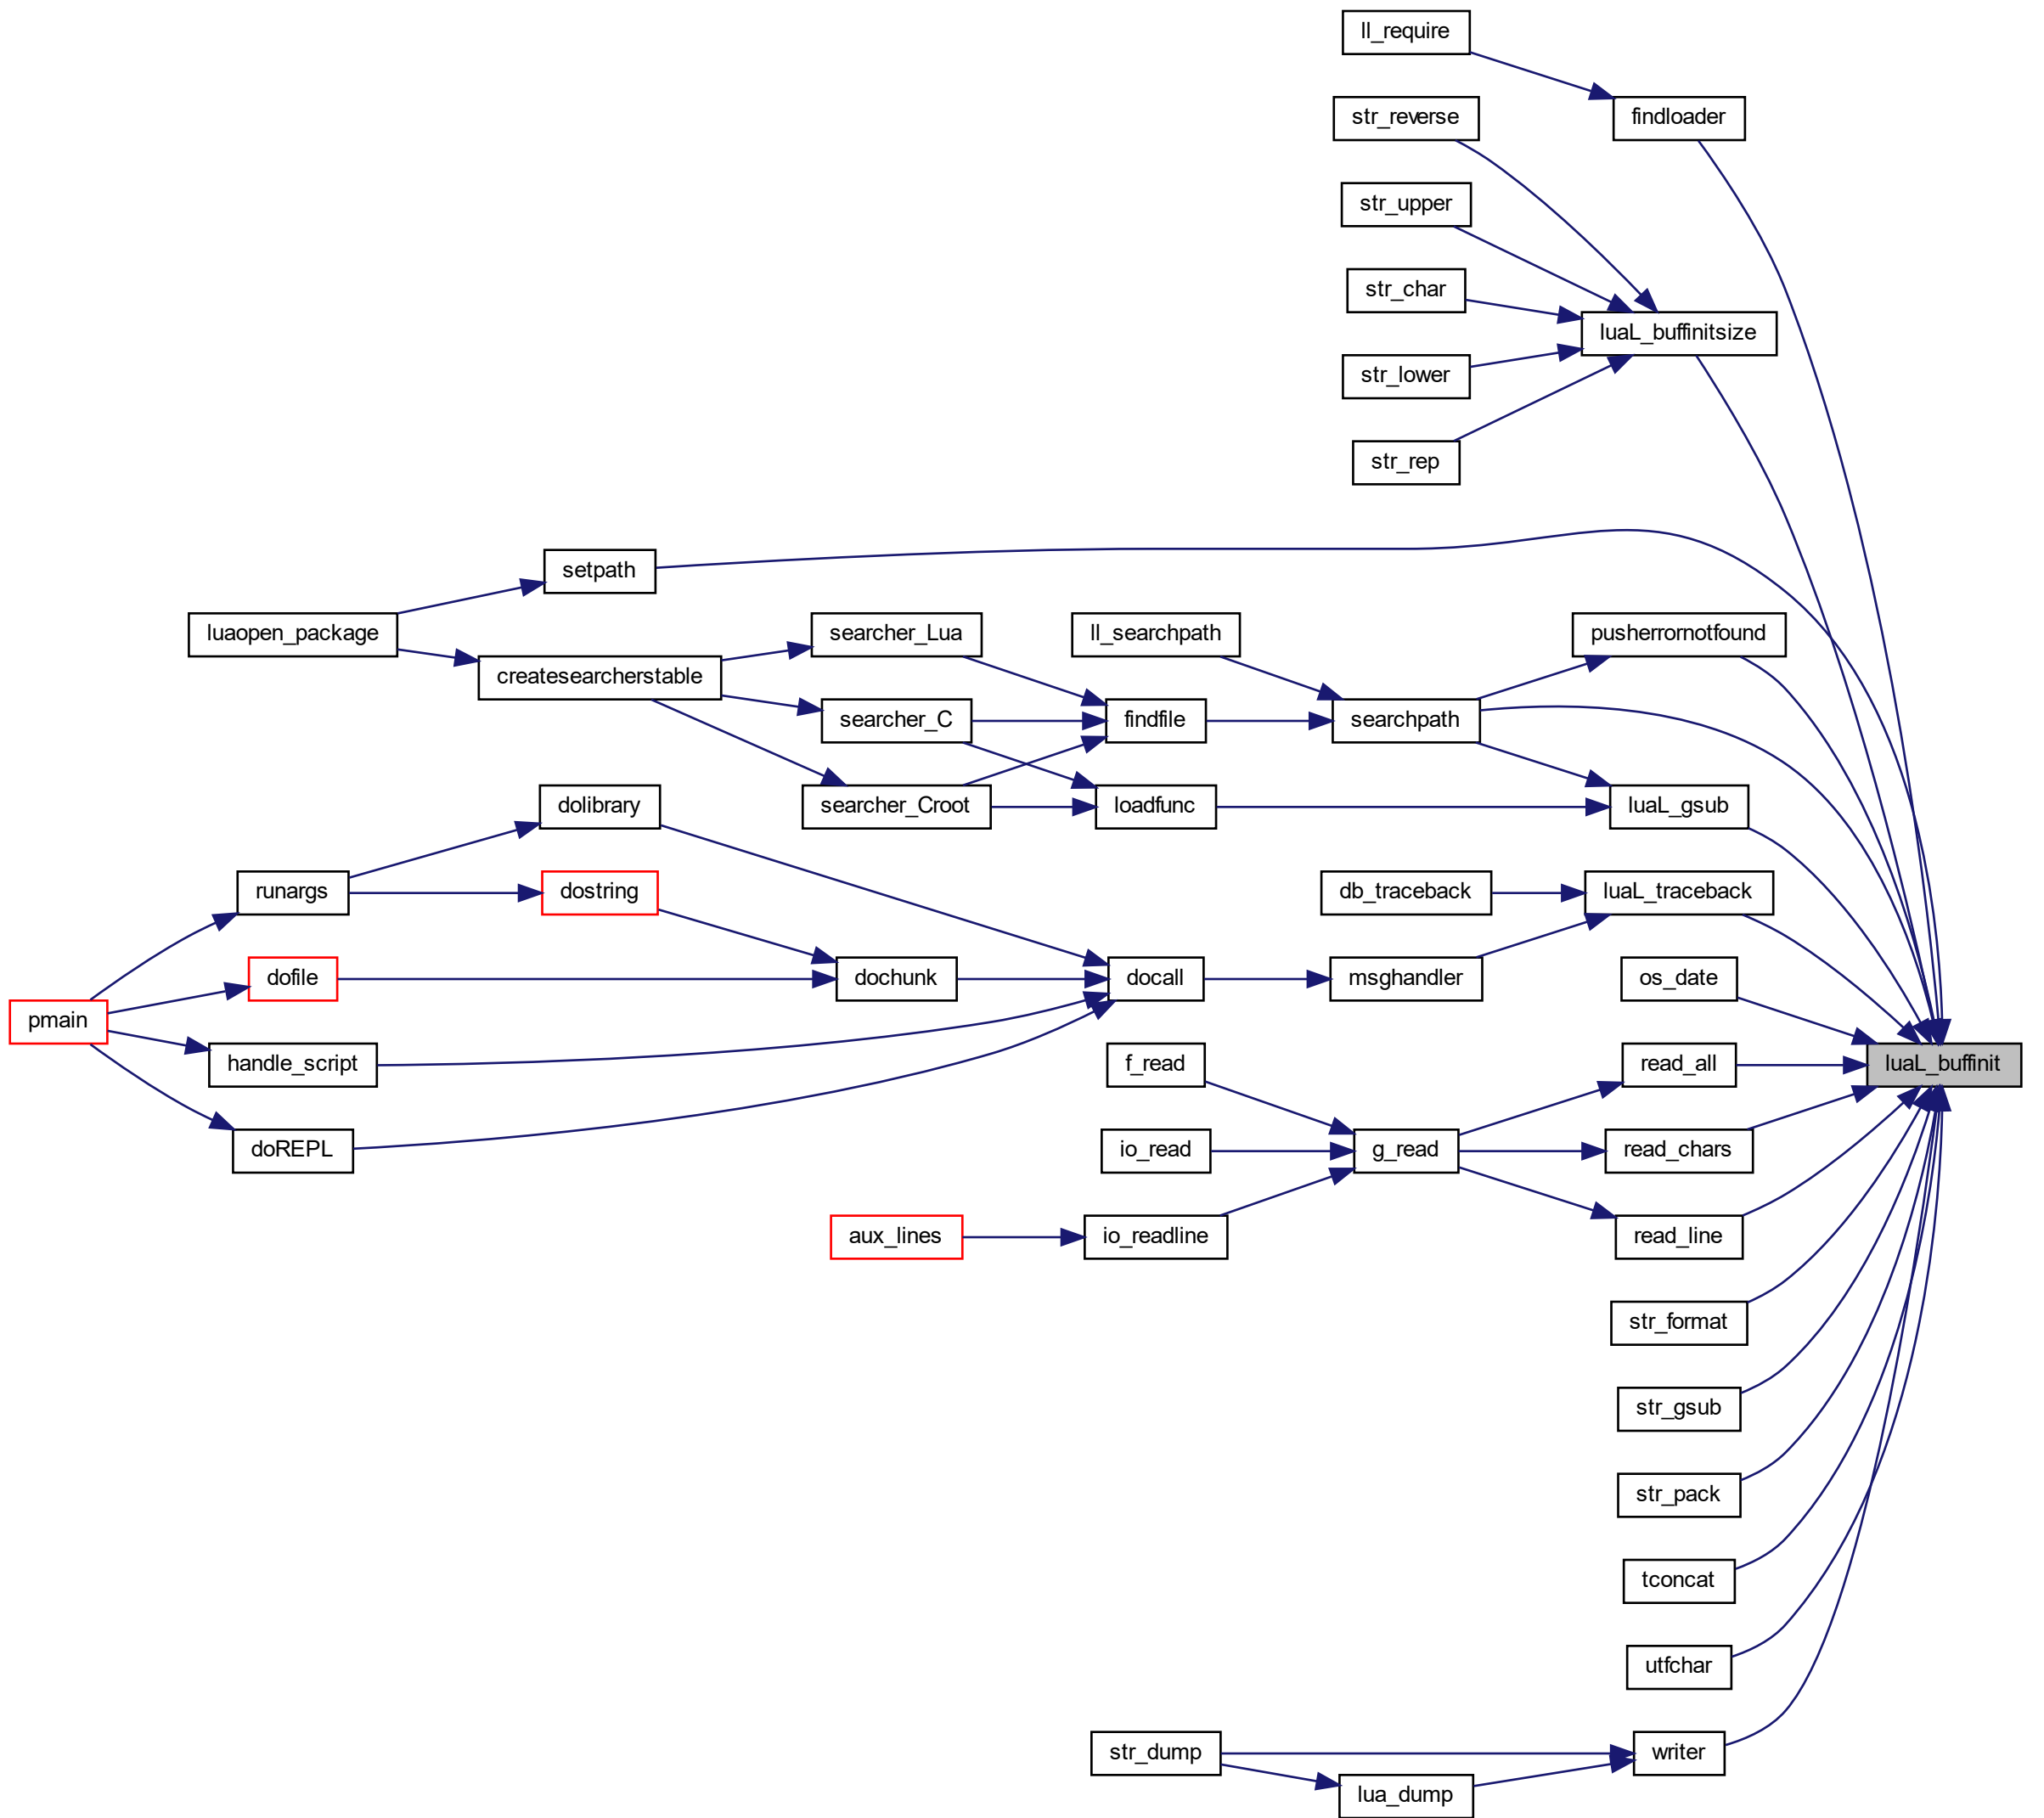 ll_require
findloader
str_reverse
str_upper
str_char
luaL_buffinitsize
str_lower
str_rep
setpath
luaopen_package
searcher_Lua
ll_searchpath
pusherrornotfound
createsearcherstable
searcher_C
findfile
searchpath
dolibrary
searcher_Croot
loadfunc
luaL_gsub
runargs
dostring
db_traceback
luaL_traceback
dofile
dochunk
docall
msghandler
os_date
pmain
handle_script
f_read
read_all
luaL_buffinit
doREPL
io_read
g_read
read_chars
aux_lines
io_readline
read_line
str_format
str_gsub
str_pack
tconcat
utfchar
str_dump
writer
lua_dump